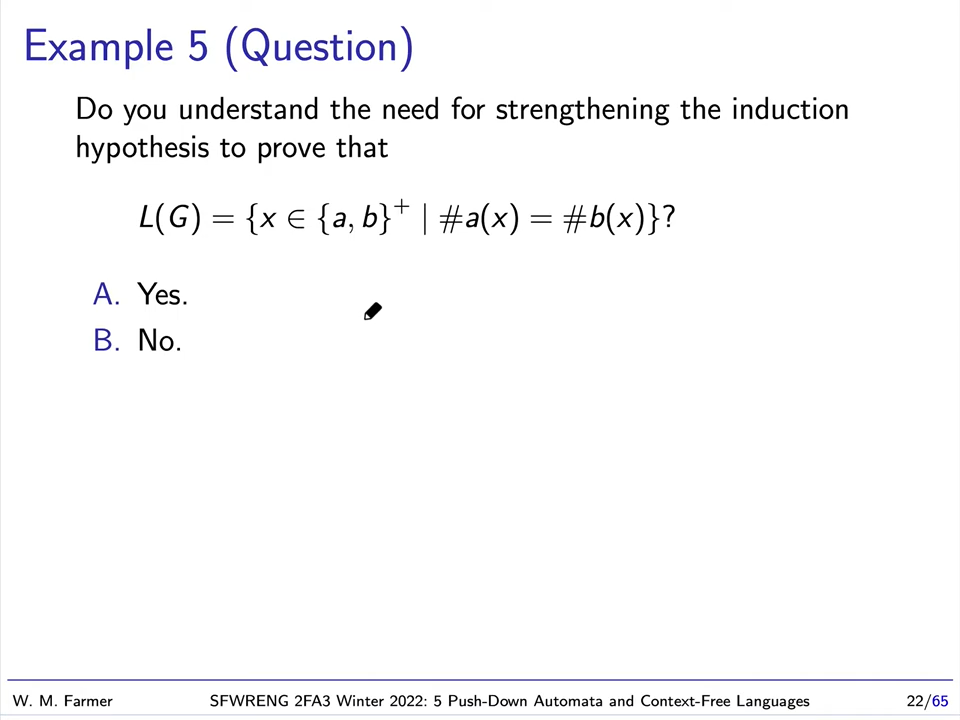 Example 5 (Question)
Do you understand the need for strengthening the induction
hypothesis to prove that
L(G) = {x ∈ {a, b}⁺ | #a(x) = #b(x)}?
A. Yes.
B. No.
W. M. Farmer SFWRENG 2FA3 Winter 2022: 5 Push-Down Automata and Context-Free Languages 22/65